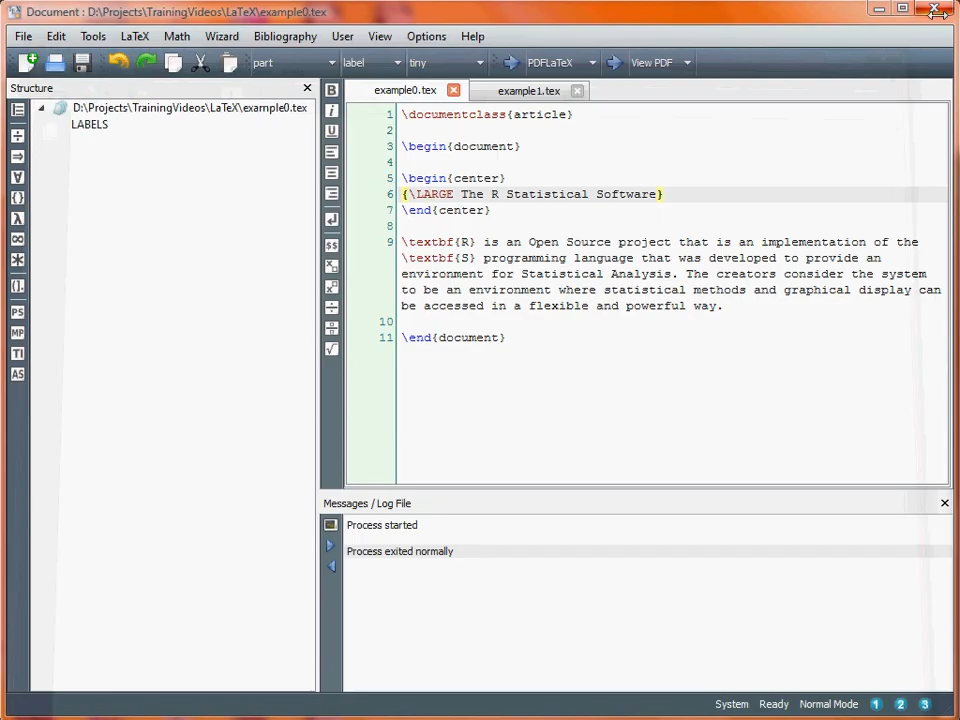 Document : D:\Projects\TrainingVideos\LaTeX\example0.tex
File Edit Tools LaTeX Math Wizard Bibliography User View Options Help
part label tiny PDFLaTeX View PDF
Structure
D:\Projects\TrainingVideos\LaTeX\example0.tex
LABELS
PS
MP
TI
AS
B
I
U
$$
example0.tex example1.tex
1 \documentclass{article}
2
3 \begin{document}
4
5 \begin{center}
6 {\LARGE The R Statistical Software}
7 \end{center}
8
9 \textbf{R} is an Open Source project that is an implementation of the
\textbf{S} programming language that was developed to provide an
environment for Statistical Analysis. The creators consider the system
to be an environment where statistical methods and graphical display can
be accessed in a flexible and powerful way.
10
11 \end{document}
Messages / Log File
Process started
Process exited normally
System Ready Normal Mode 1 2 3